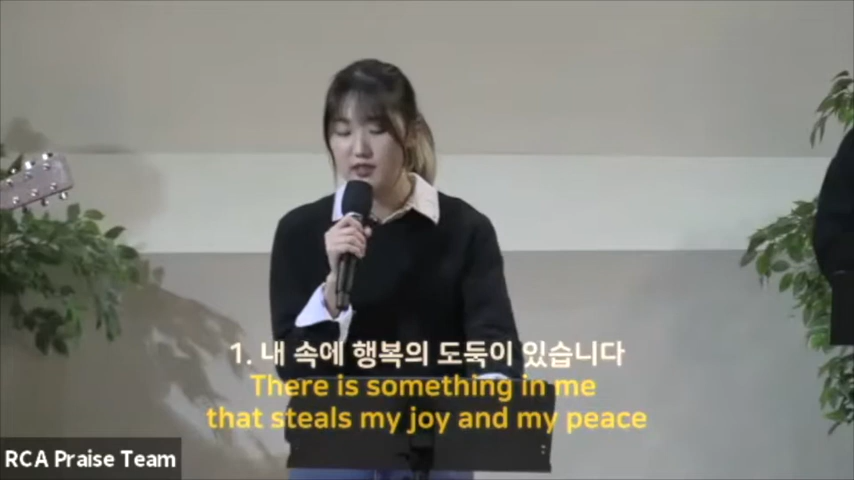 1. 내 속에 행복의 도둑이 있습니다
There is something in me
that steals my joy and my peace
RCA Praise Team